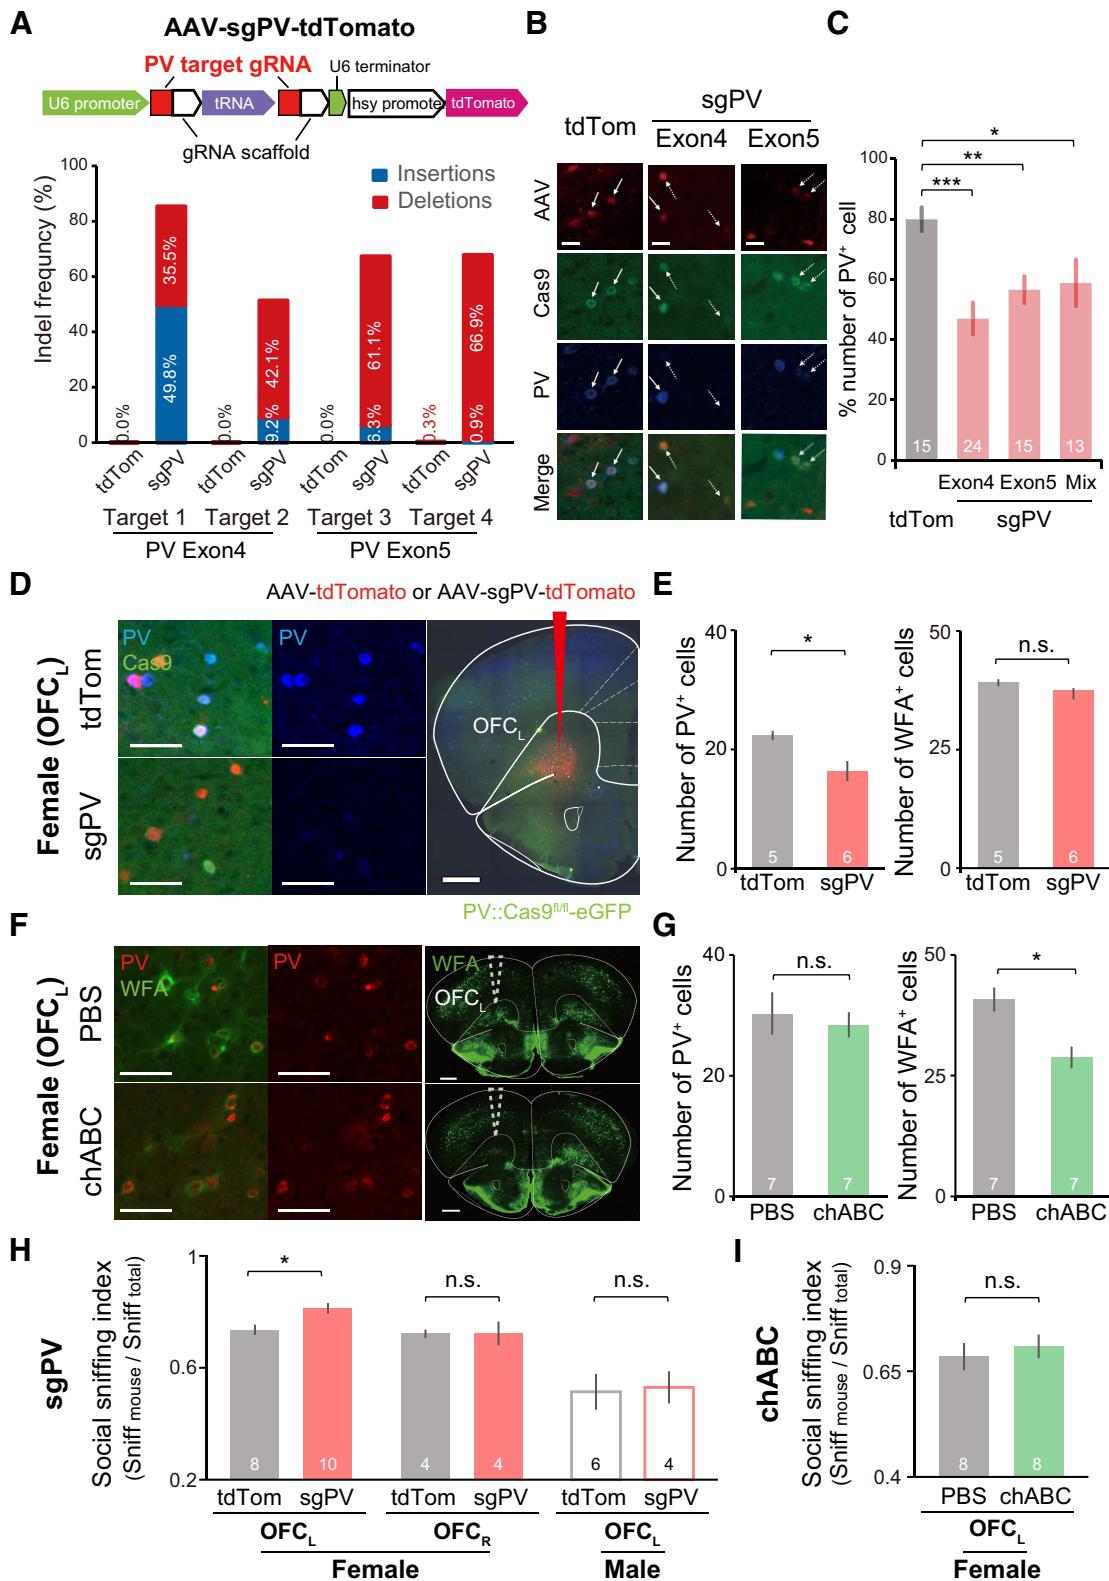 A
AAV-sgPV-tdTomato
PV target gRNA
U6 terminator
U6 promoter
tRNA
hsy promote
tdTomato
gRNA scaffold
Indel frequncy (%)
100
80
60
40
20
0
Insertions
Deletions
0.0%
35.5%
49.8%
0.0%
42.1%
9.2%
0.0%
61.1%
6.3%
0.3%
66.9%
0.9%
tdTom
sgPV
tdTom
sgPV
tdTom
sgPV
tdTom
sgPV
Target 1
Target 2
Target 3
Target 4
PV Exon4
PV Exon5
B
sgPV
tdTom
Exon4
Exon5
AAV
Cas9
PV
Merge
C
% number of PV+ cell
100
80
60
40
20
0
*
**
***
15
24
15
13
Exon4
Exon5
Mix
tdTom
sgPV
D
AAV-tdTomato or AAV-sgPV-tdTomato
Female (OFCL)
tdTom
sgPV
PV
Cas9
PV
OFCL
PV::Cas9fl/fl-eGFP
E
Number of PV+ cells
40
20
0
*
5
6
tdTom
sgPV
Number of WFA+ cells
50
25
0
n.s.
5
6
tdTom
sgPV
F
Female (OFCL)
PBS
chABC
PV
WFA
PV
WFA
OFCL
G
Number of PV+ cells
40
20
0
n.s.
7
7
PBS
chABC
Number of WFA+ cells
50
25
0
*
7
7
PBS
chABC
H
sgPV
Social sniffing index
(Sniff mouse / Sniff total)
1
0.6
0.2
*
n.s.
n.s.
8
10
4
4
6
4
tdTom
sgPV
tdTom
sgPV
tdTom
sgPV
OFCL
OFCR
OFCL
Female
Male
I
chABC
Social sniffing index
(Sniff mouse / Sniff total)
0.9
0.65
0.4
n.s.
8
8
PBS
chABC
OFCL
Female